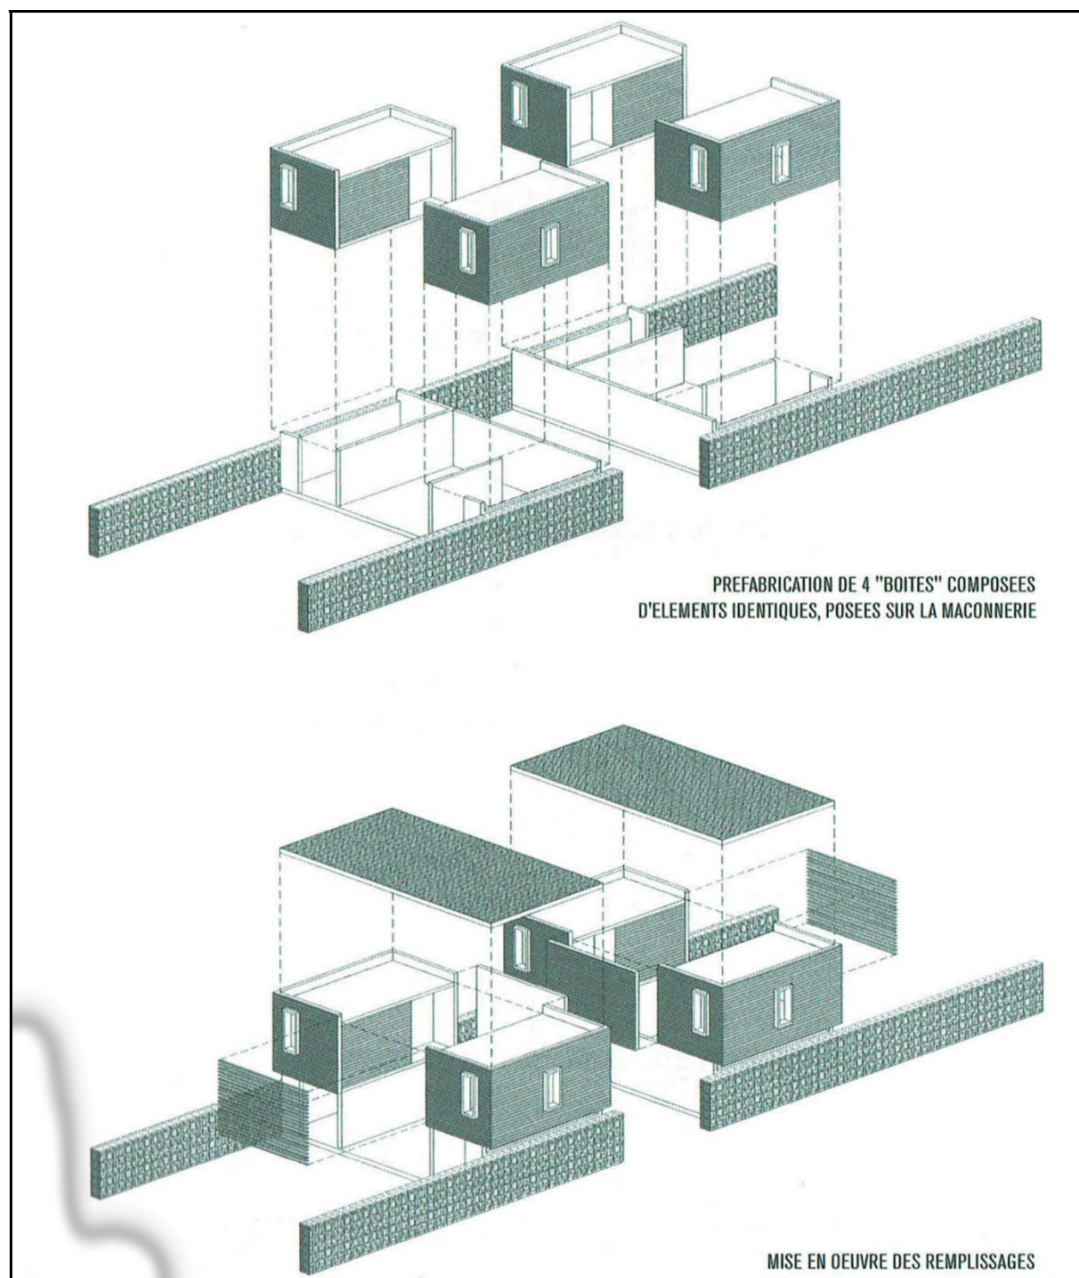 PREFABRICATION DE 4 "BOITES" COMPOSEES
D'ELEMENTS IDENTIQUES, POSEES SUR LA MACONNERIE
MISE EN OEUVRE DES REMPLISSAGES